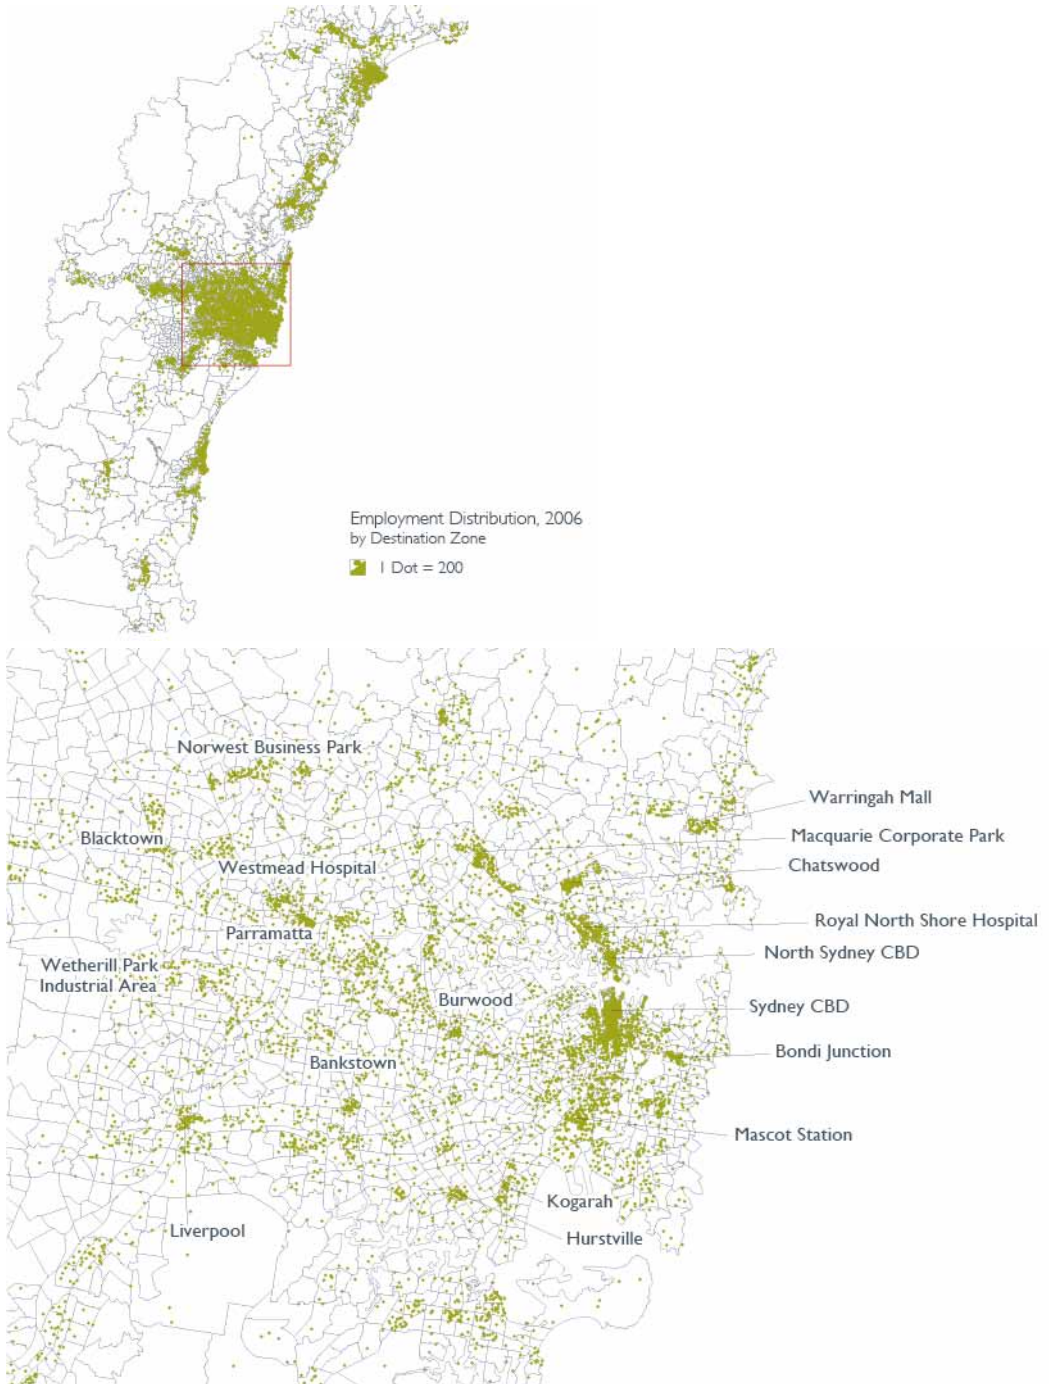 Employment Distribution, 2006
by Destination Zone
1 Dot = 200
Norwest Business Park
Warringah Mall
Blacktown
Macquarie Corporate Park
Westmead Hospital
Chatswood
Royal North Shore Hospital
Parramatta
North Sydney CBD
Wetherill Park
Industrial Area
Burwood
Sydney CBD
Bankstown
Bondi Junction
Mascot Station
Kogarah
Liverpool
Hurstville